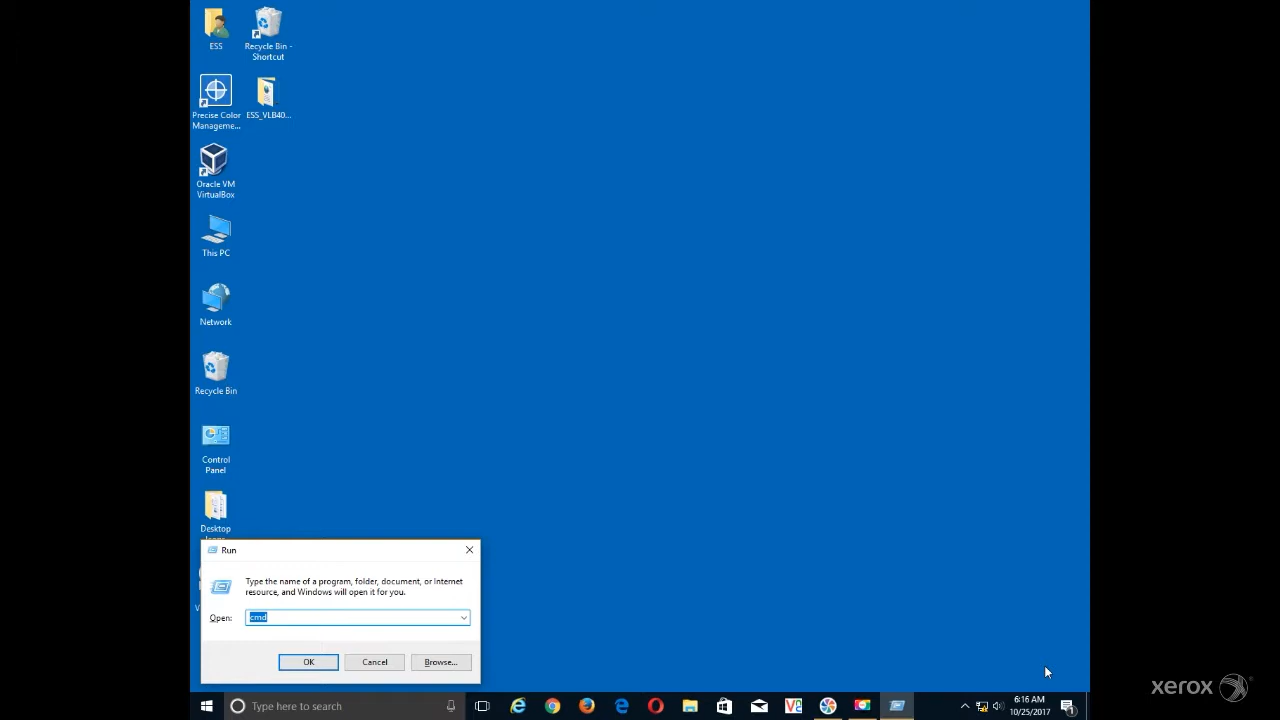 ESS
Recycle Bin -
Shortcut
Precise Color
Manageme...
ESS_VLB40...
Oracle VM
VirtualBox
This PC
Network
Recycle Bin
Control
Panel
Desktop
Run
Type the name of a program, folder, document, or Internet
resource, and Windows will open it for you.
Open:
cmd
OK
Cancel
Browse...
Type here to search
6:16 AM
10/25/2017
xerox